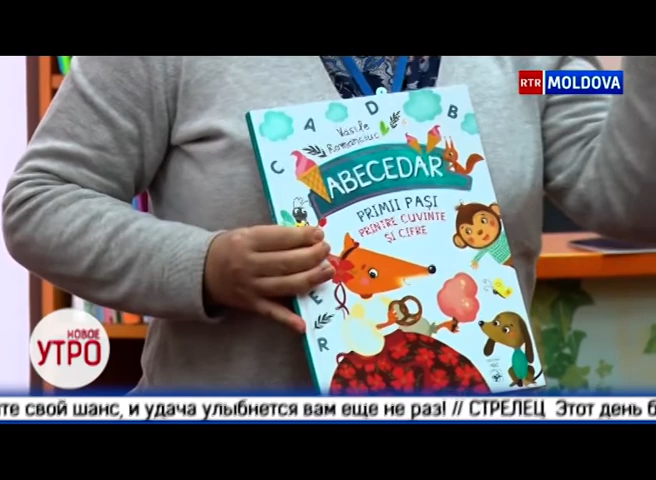 RTR MOLDOVA
C A D B
Vasile
Romanciuc
ABECEDAR
PRIMII PAȘI
PRINTRE CUVINTE
ȘI CIFRE
E
R
НОВОЕ
УТРО
те свой шанс, и удача улыбнется вам еще не раз! // СТРЕЛЕЦ Этот день б